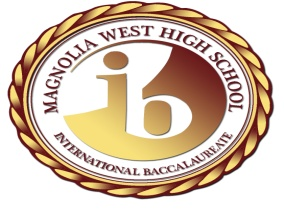 MAGNOLIA WEST HIGH SCHOOL
ib
INTERNATIONAL BACCALAUREATE